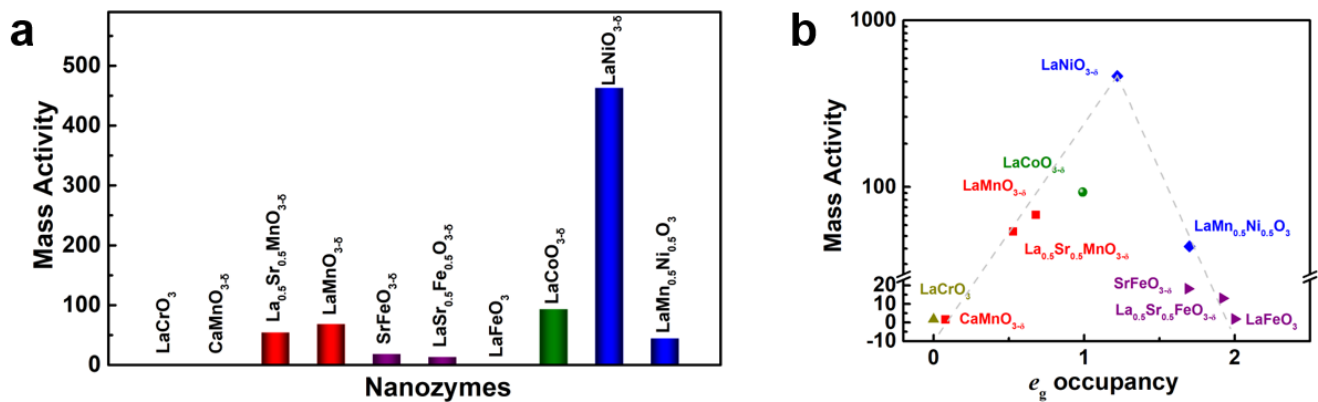 a
Mass Activity
500
400
300
200
100
0
LaCrO₃
CaMnO₃₋δ
La₀.₅Sr₀.₅MnO₃₋δ
LaMnO₃₋δ
SrFeO₃₋δ
LaSr₀.₅Fe₀.₅O₃₋δ
LaFeO₃
LaCoO₃₋δ
LaNiO₃₋δ
LaMn₀.₅Ni₀.₅O₃
Nanozymes
b
Mass Activity
1000
100
20
10
0
-10
LaNiO₃₋δ
LaCoO₃₋δ
LaMnO₃₋δ
La₀.₅Sr₀.₅MnO₃₋δ
LaMn₀.₅Ni₀.₅O₃
LaCrO₃
CaMnO₃₋δ
SrFeO₃₋δ
La₀.₅Sr₀.₅FeO₃₋δ
LaFeO₃
0
1
2
eg occupancy